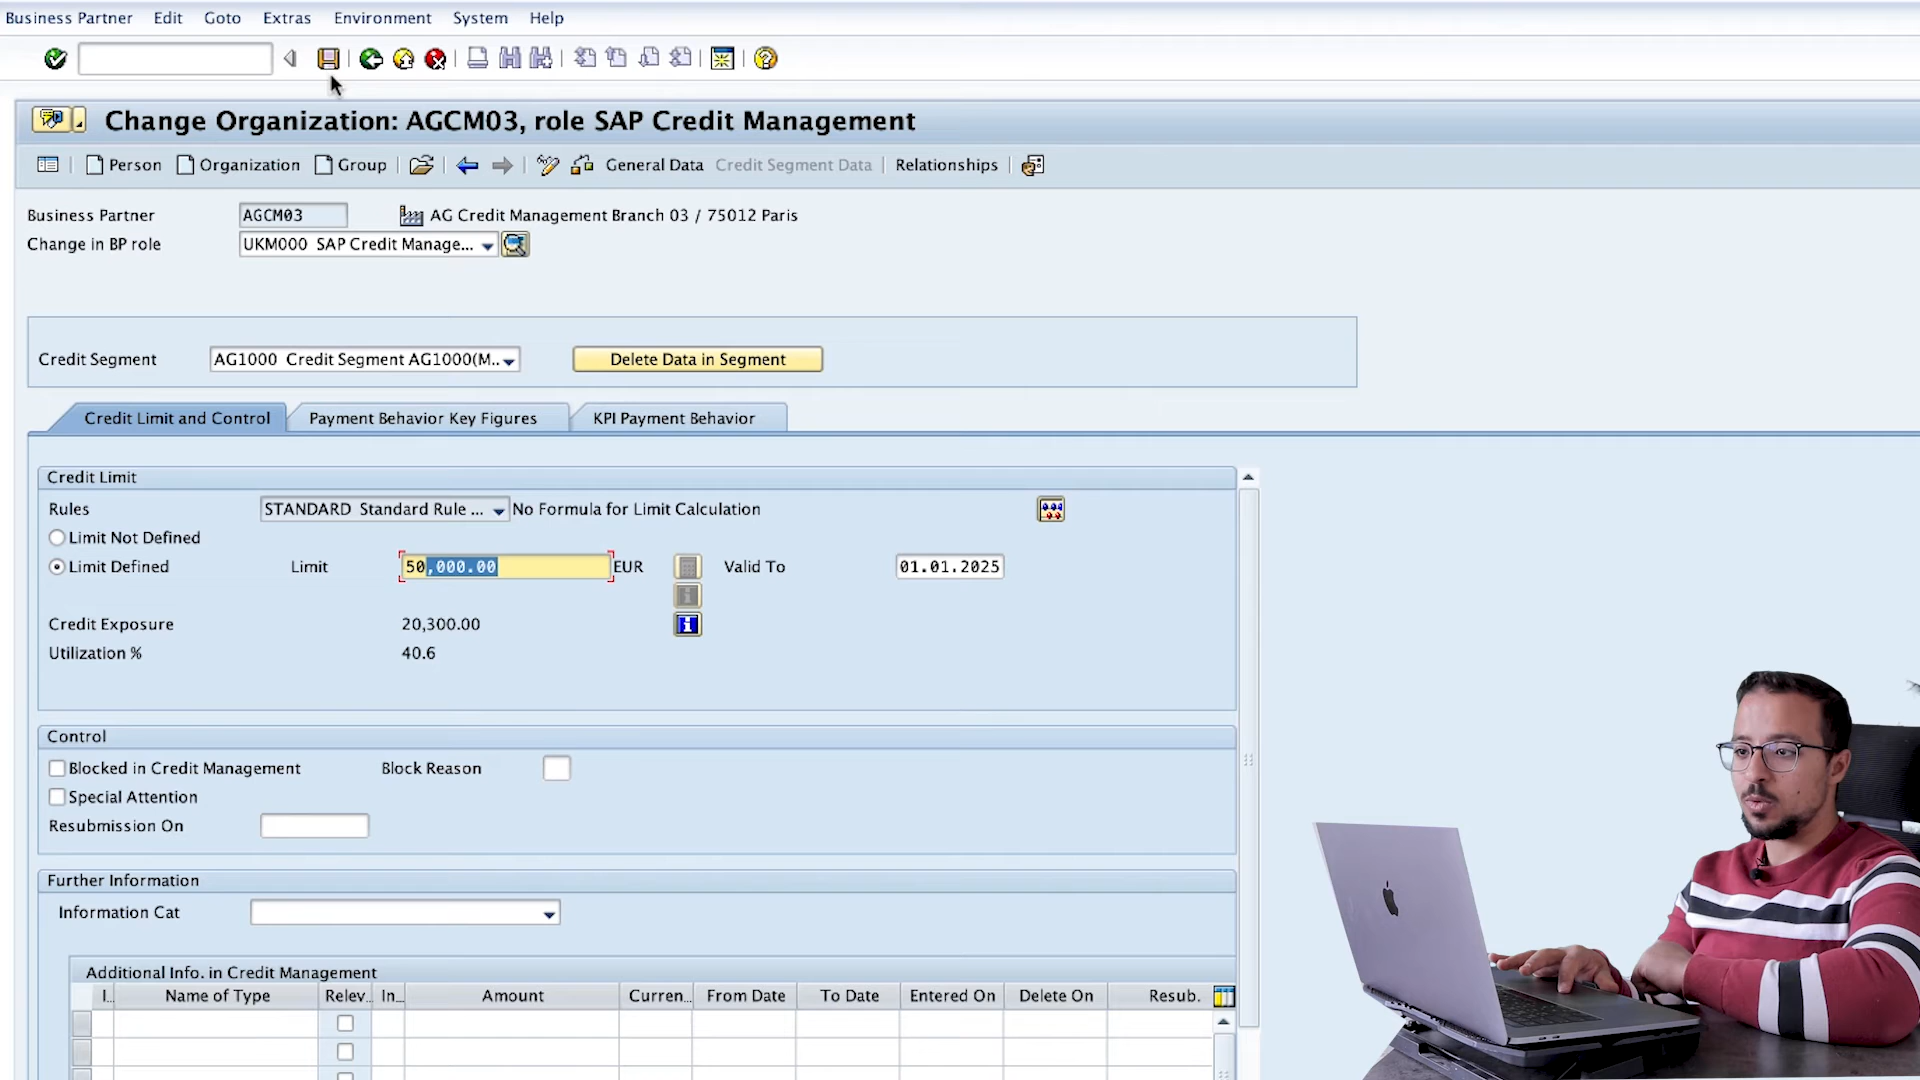 Business Partner Edit Goto Extras Environment System Help
Change Organization: AGCM03, role SAP Credit Management
Person Organization Group General Data Credit Segment Data Relationships
Business Partner AGCM03 AG Credit Management Branch 03 / 75012 Paris
Change in BP role UKM000 SAP Credit Manage...
Credit Segment AG1000 Credit Segment AG1000(M.. Delete Data in Segment
Credit Limit and Control Payment Behavior Key Figures KPI Payment Behavior
Credit Limit
Rules STANDARD Standard Rule ... No Formula for Limit Calculation
Limit Not Defined
Limit Defined Limit 50,000.00 EUR Valid To 01.01.2025
Credit Exposure 20,300.00
Utilization % 40.6
Control
Blocked in Credit Management Block Reason
Special Attention
Resubmission On
Further Information
Information Cat
Additional Info. in Credit Management
I.. Name of Type Relev.. In.. Amount Curren.. From Date To Date Entered On Delete On Resub.